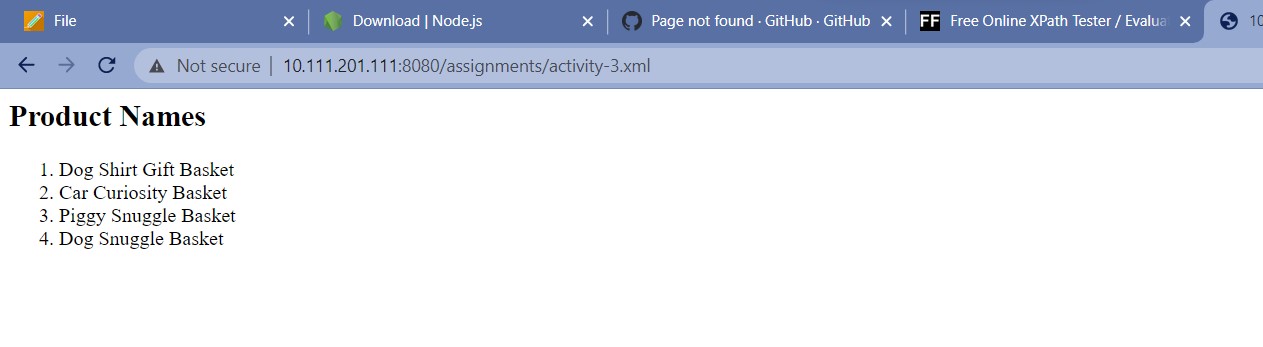 File
Download | Node.js
Page not found · GitHub · GitHub
FF
Free Online XPath Tester / Evalua
10
Not secure | 10.111.201.111:8080/assignments/activity-3.xml
Product Names
1. Dog Shirt Gift Basket
2. Car Curiosity Basket
3. Piggy Snuggle Basket
4. Dog Snuggle Basket